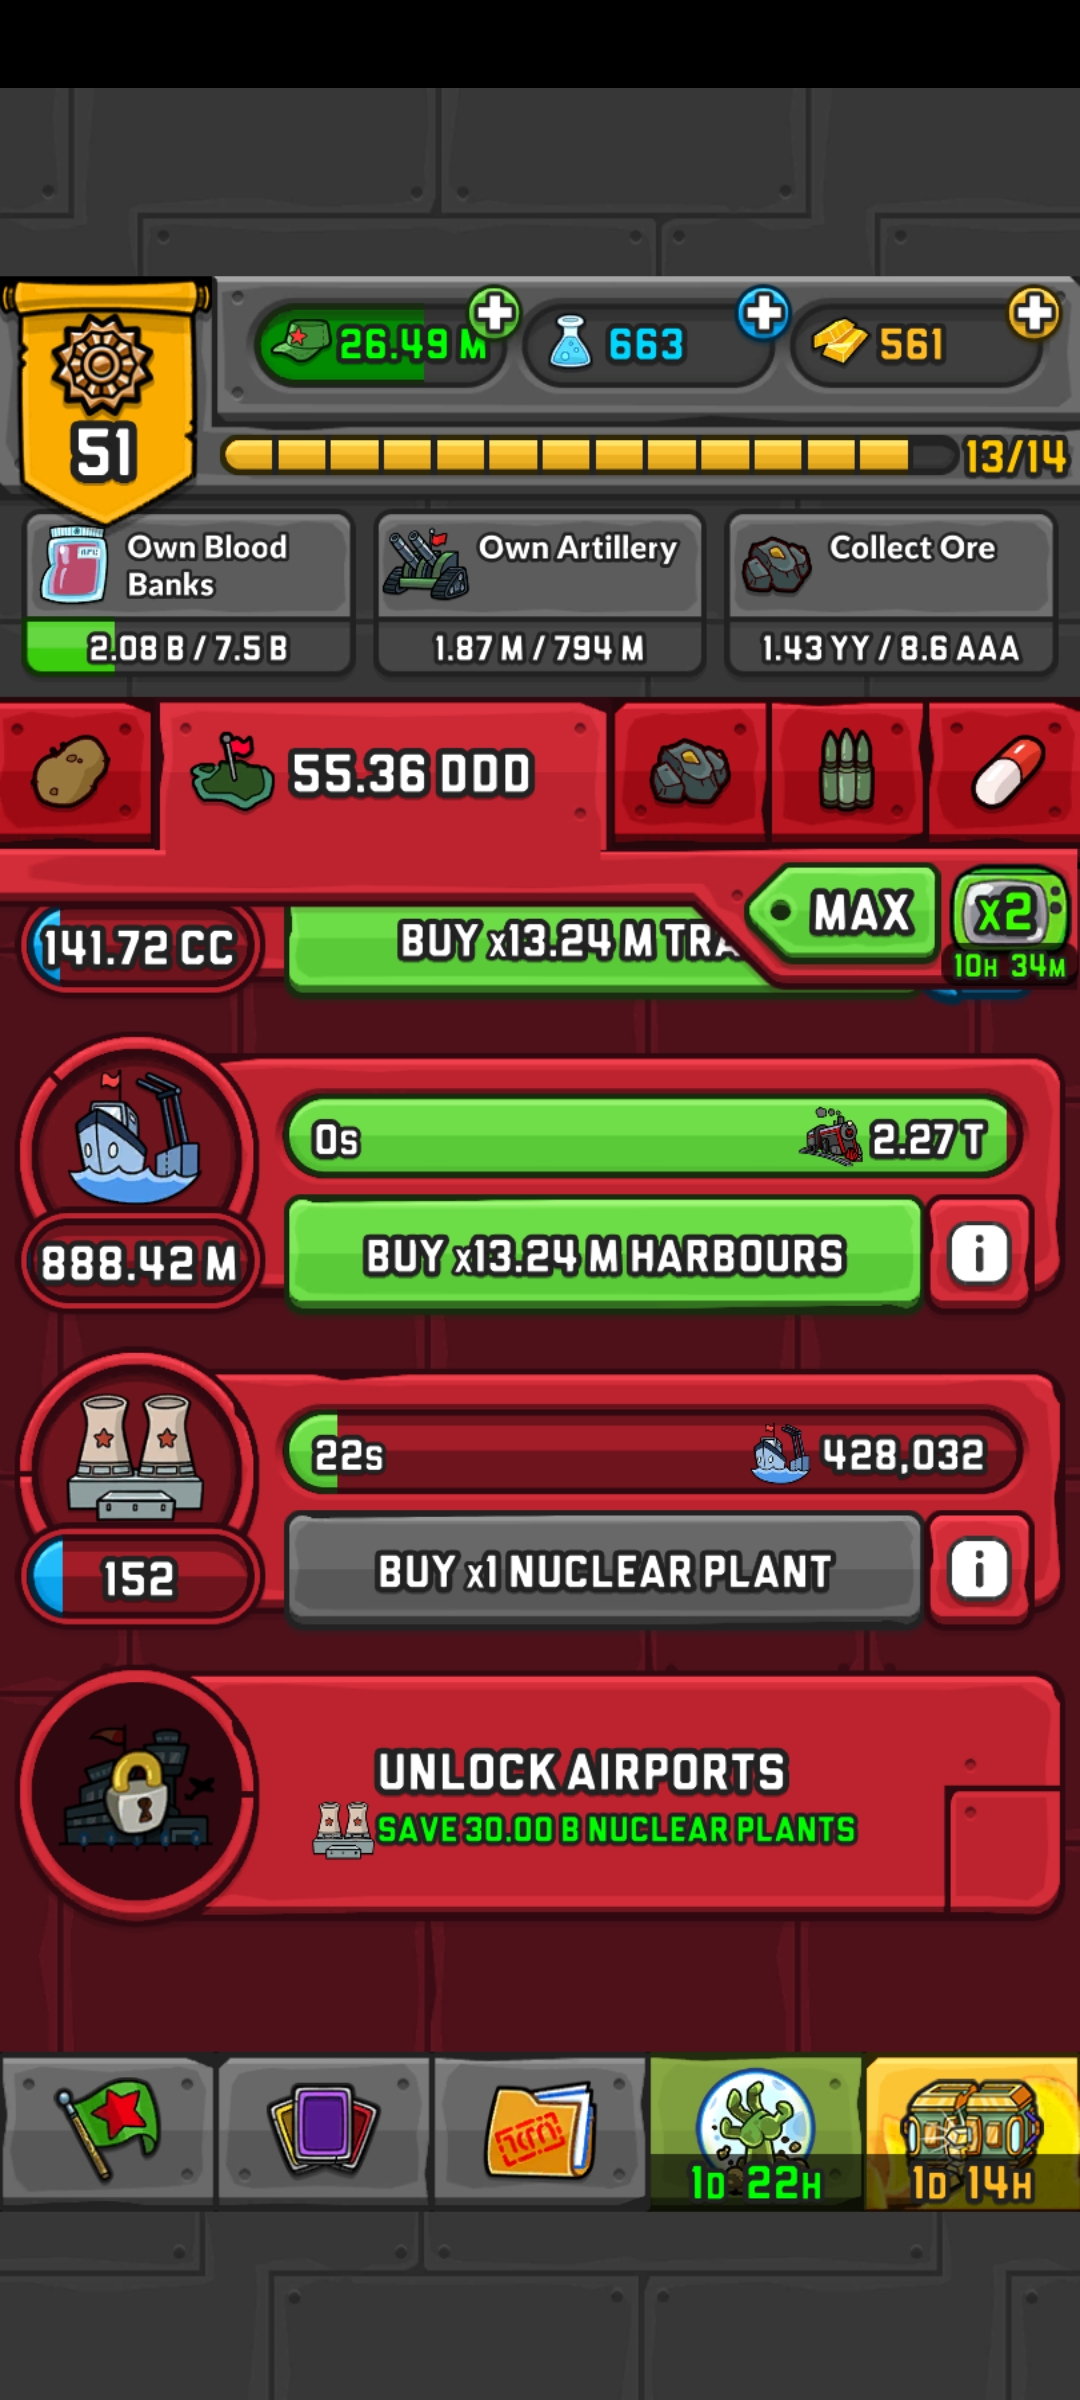 26.49 M
663
561
51
13/14
Own Blood
Banks
2.08 B / 7.5 B
Own Artillery
1.87 M / 794 M
Collect Ore
1.43 YY / 8.6 AAA
55.36 DDD
MAX
x2
10H 34M
141.72 CC
BUY x13.24 M TRA
0s
2.27 T
888.42 M
BUY x13.24 M HARBOURS
i
22s
428,032
152
BUY x1 NUCLEAR PLANT
i
UNLOCK AIRPORTS
SAVE 30.00 B NUCLEAR PLANTS
1D 22H
1D 14H